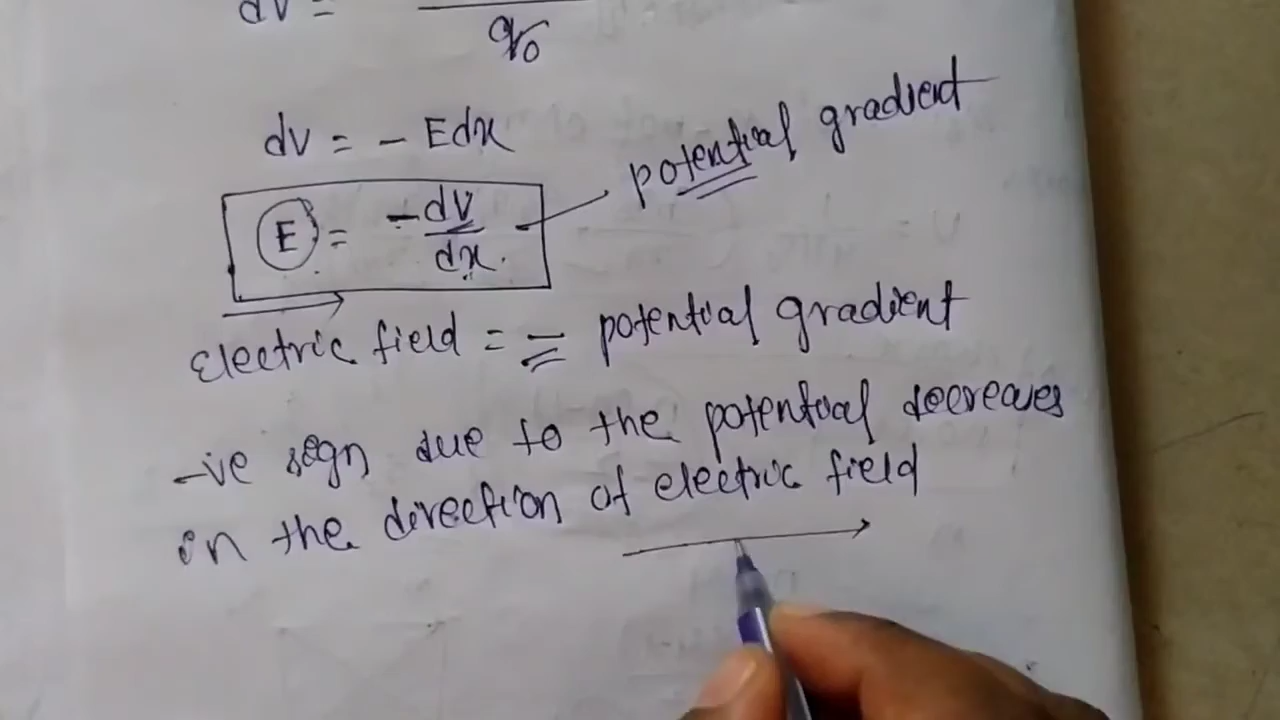 dV =
q₀
dV = - Edx
potential gradient
E = -dV/dx.
Electric field = - potential gradient
-ve sign due to the potential decreases
in the direction of electric field